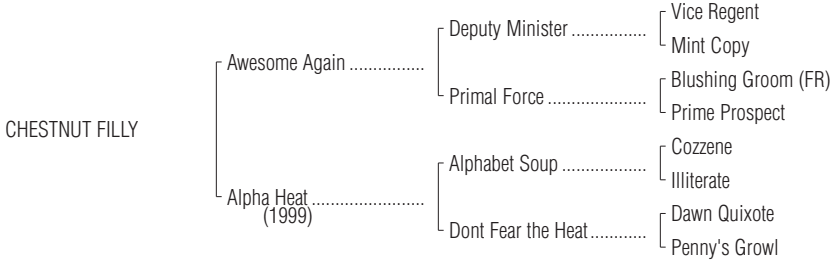 Vice Regent
Deputy Minister ................
Mint Copy
Awesome Again ................
Blushing Groom (FR)
Primal Force .....................
Prime Prospect
CHESTNUT FILLY
Cozzene
Alphabet Soup ..................
Illiterate
Alpha Heat ........................
(1999)
Dawn Quixote
Dont Fear the Heat ............
Penny's Growl